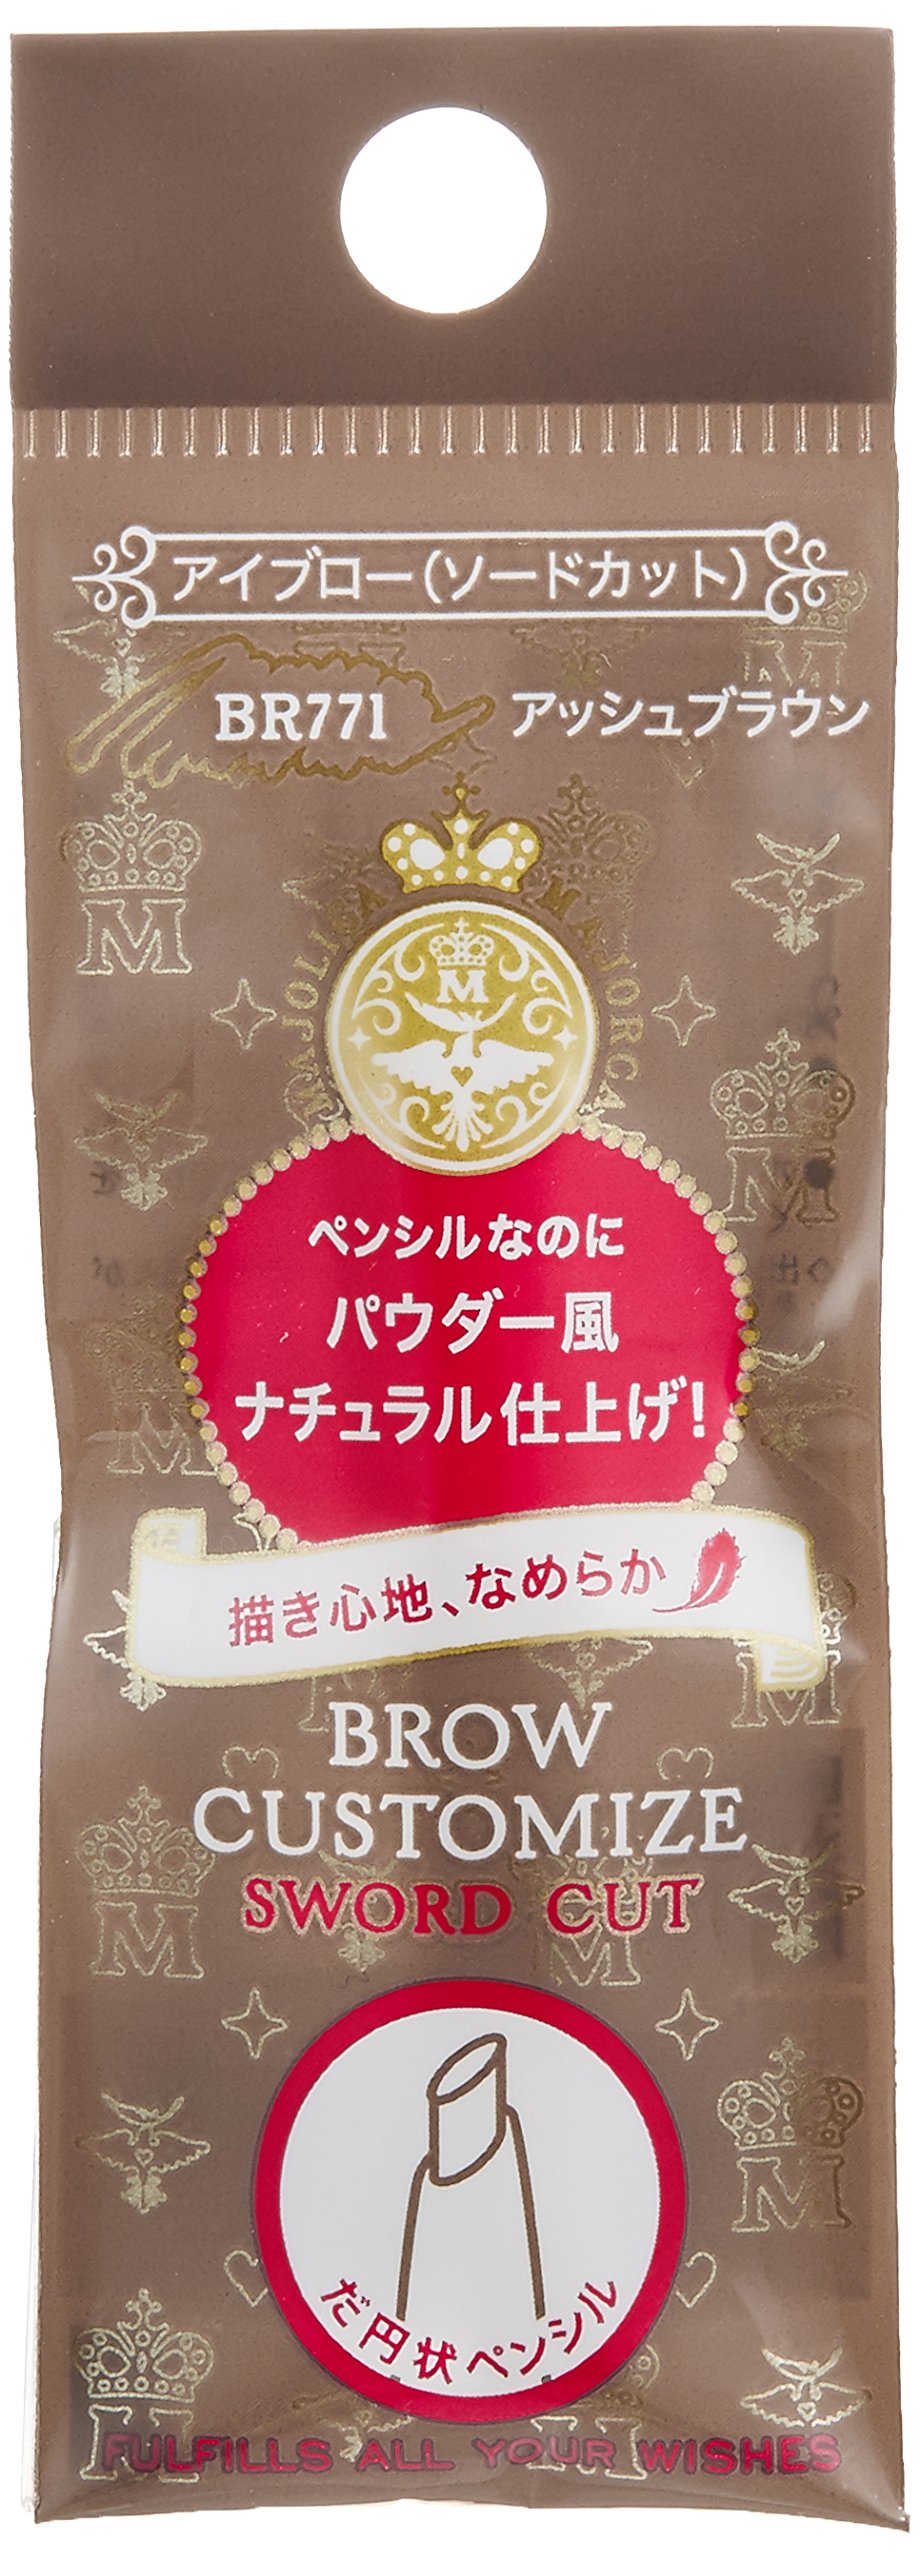 アイブロー(ソードカット)
BR771 アッシュブラウン
MAJOLICA MAJORCA
M
ペンシルなのに
パウダー風
ナチュラル仕上げ!
描き心地、なめらか
BROW
CUSTOMIZE
SWORD CUT
だ円状ペンシル
FULFILLS ALL YOUR WISHES